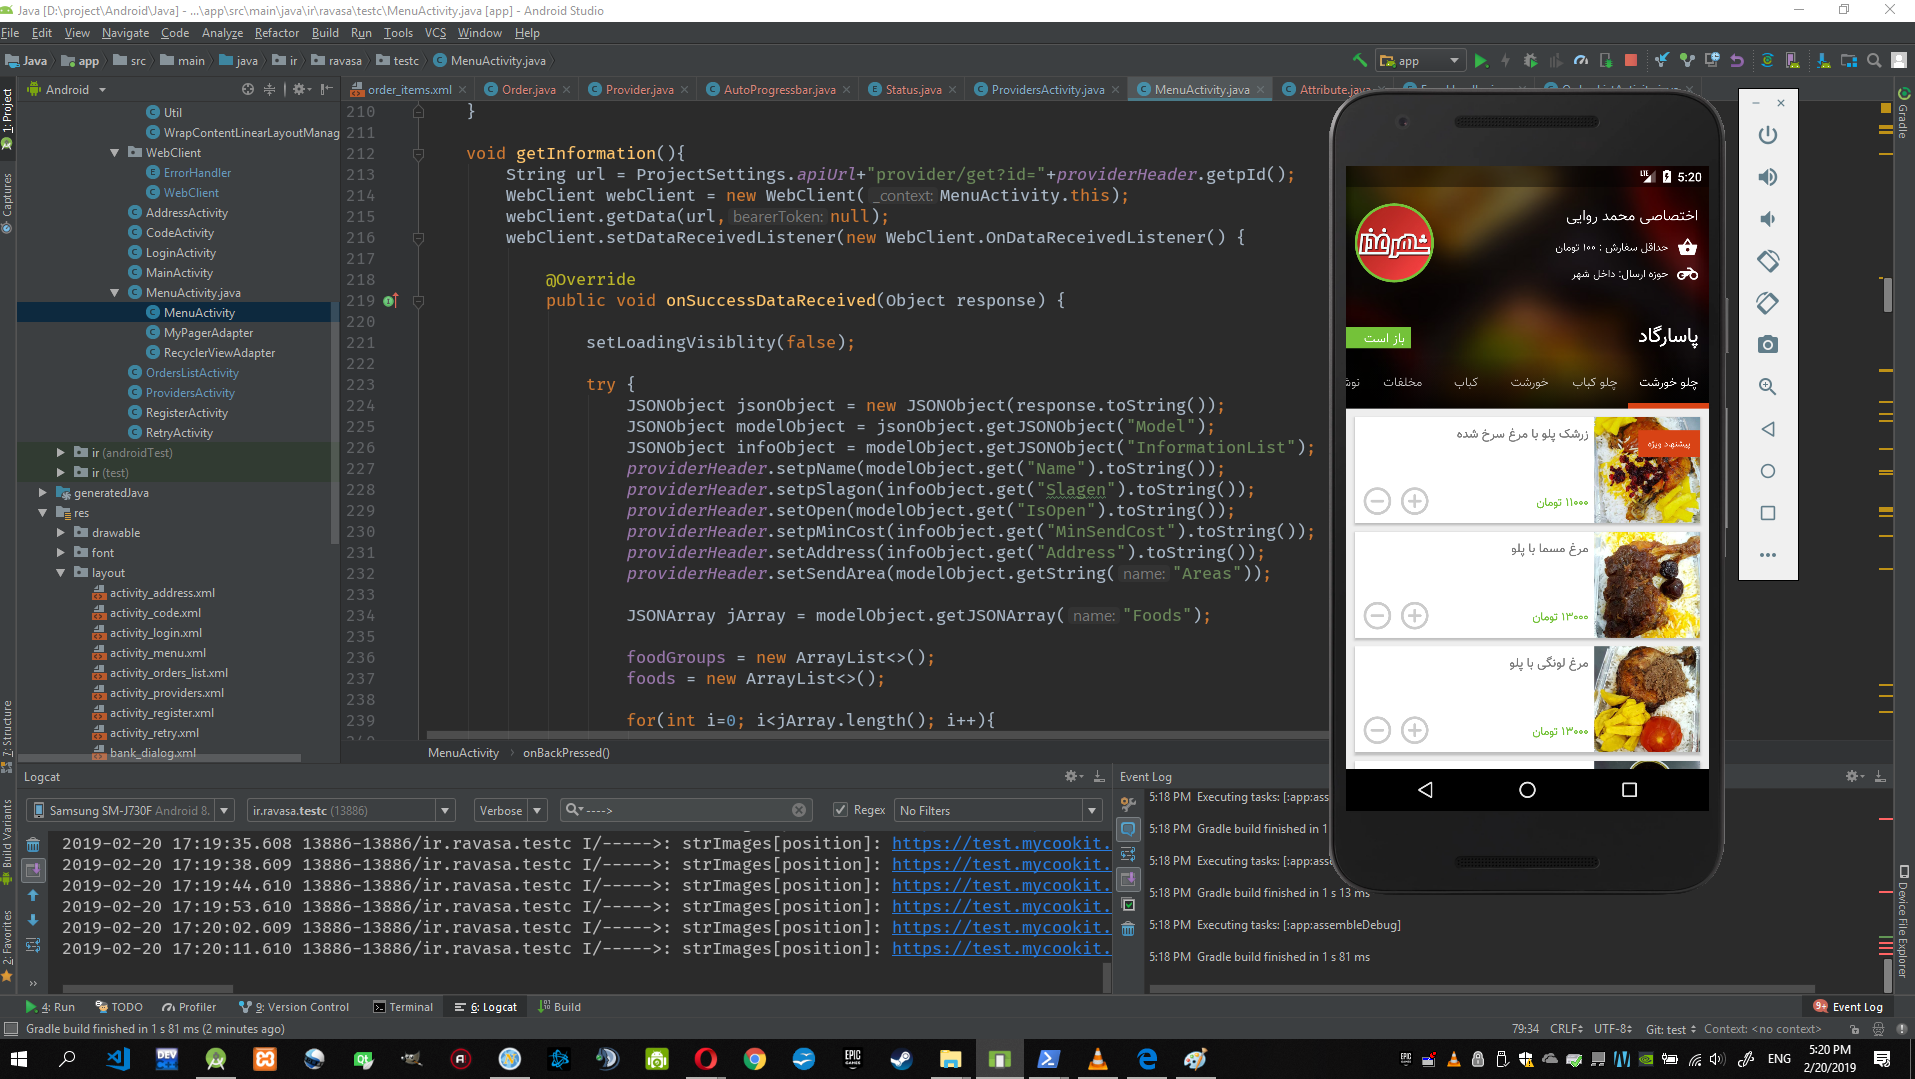 Java [D:\project\Android\Java] - ...\app\src\main\java\ir\ravasa\testc\MenuActivity.java [app] - Android Studio
File Edit View Navigate Code Analyze Refactor Build Run Tools VCS Window Help
Java app src main java ir ravasa testc MenuActivity.java
app
Android
order_items.xml Order.java Provider.java AutoProgressbar.java Status.java ProvidersActivity.java MenuActivity.java Attribute.java
1: Project
Captures
7: Structure
Build Variants
2: Favorites
Util
WrapContentLinearLayoutManag
WebClient
ErrorHandler
WebClient
AddressActivity
CodeActivity
LoginActivity
MainActivity
MenuActivity.java
MenuActivity
MyPagerAdapter
RecyclerViewAdapter
OrdersListActivity
ProvidersActivity
RegisterActivity
RetryActivity
ir (androidTest)
ir (test)
generatedJava
res
drawable
font
layout
activity_address.xml
activity_code.xml
activity_login.xml
activity_menu.xml
activity_orders_list.xml
activity_providers.xml
activity_register.xml
activity_retry.xml
bank_dialog.xml
210 }
211
212 void getInformation(){
213 String url = ProjectSettings.apiUrl+"provider/get?id="+providerHeader.getpId();
214 WebClient webClient = new WebClient( _context: MenuActivity.this);
215 webClient.getData(url, bearerToken: null);
216 webClient.setDataReceivedListener(new WebClient.OnDataReceivedListener() {
217
218 @Override
219 public void onSuccessDataReceived(Object response) {
220
221 setLoadingVisiblity(false);
222
223 try {
224 JSONObject jsonObject = new JSONObject(response.toString());
225 JSONObject modelObject = jsonObject.getJSONObject("Model");
226 JSONObject infoObject = modelObject.getJSONObject("InformationList");
227 providerHeader.setpName(modelObject.get("Name").toString());
228 providerHeader.setpSlagon(infoObject.get("Slagen").toString());
229 providerHeader.setOpen(modelObject.get("IsOpen").toString());
230 providerHeader.setpMinCost(infoObject.get("MinSendCost").toString());
231 providerHeader.setAddress(infoObject.get("Address").toString());
232 providerHeader.setSendArea(modelObject.getString( name: "Areas"));
233
234 JSONArray jArray = modelObject.getJSONArray( name: "Foods");
235
236 foodGroups = new ArrayList<>();
237 foods = new ArrayList<>();
238
239 for(int i=0; i<jArray.length(); i++){
MenuActivity onBackPressed()
Gradle
Device File Explorer
LTE 5:20
شهر غذا
اختصاصی محمد روایی
حداقل سفارش : ۱۰۰ تومان
حوزه ارسال: داخل شهر
پاسارگاد
باز است
چلو خورشت چلو کباب خورشت کباب مخلفات نوش
زرشک پلو با مرغ سرخ شده
پیشنهاد ویژه
۱۱۰۰۰ تومان
مرغ مسما با پلو
۱۳۰۰۰ تومان
مرغ لونگی با پلو
۱۳۰۰۰ تومان
Logcat
Samsung SM-J730F Android 8. ir.ravasa.testc (13886) Verbose ----> Regex No Filters
2019-02-20 17:19:35.608 13886-13886/ir.ravasa.testc I/----->: strImages[position]: https://test.mycookit.
2019-02-20 17:19:38.609 13886-13886/ir.ravasa.testc I/----->: strImages[position]: https://test.mycookit.
2019-02-20 17:19:44.610 13886-13886/ir.ravasa.testc I/----->: strImages[position]: https://test.mycookit.
2019-02-20 17:19:53.610 13886-13886/ir.ravasa.testc I/----->: strImages[position]: https://test.mycookit.
2019-02-20 17:20:02.609 13886-13886/ir.ravasa.testc I/----->: strImages[position]: https://test.mycookit.
2019-02-20 17:20:11.610 13886-13886/ir.ravasa.testc I/----->: strImages[position]: https://test.mycookit.
Event Log
5:18 PM Executing tasks: [:app:ass
5:18 PM Gradle build finished in 1
5:18 PM Executing tasks: [:app:ass
5:18 PM Gradle build finished in 1 s 13 ms
5:18 PM Executing tasks: [:app:assembleDebug]
5:18 PM Gradle build finished in 1 s 81 ms
4: Run TODO Profiler 9: Version Control Terminal 6: Logcat Build 9+ Event Log
Gradle build finished in 1 s 81 ms (2 minutes ago) 79:34 CRLF UTF-8 Git: test Context: <no context>
DEV EPIC GAMES
ENG 5:20 PM
2/20/2019